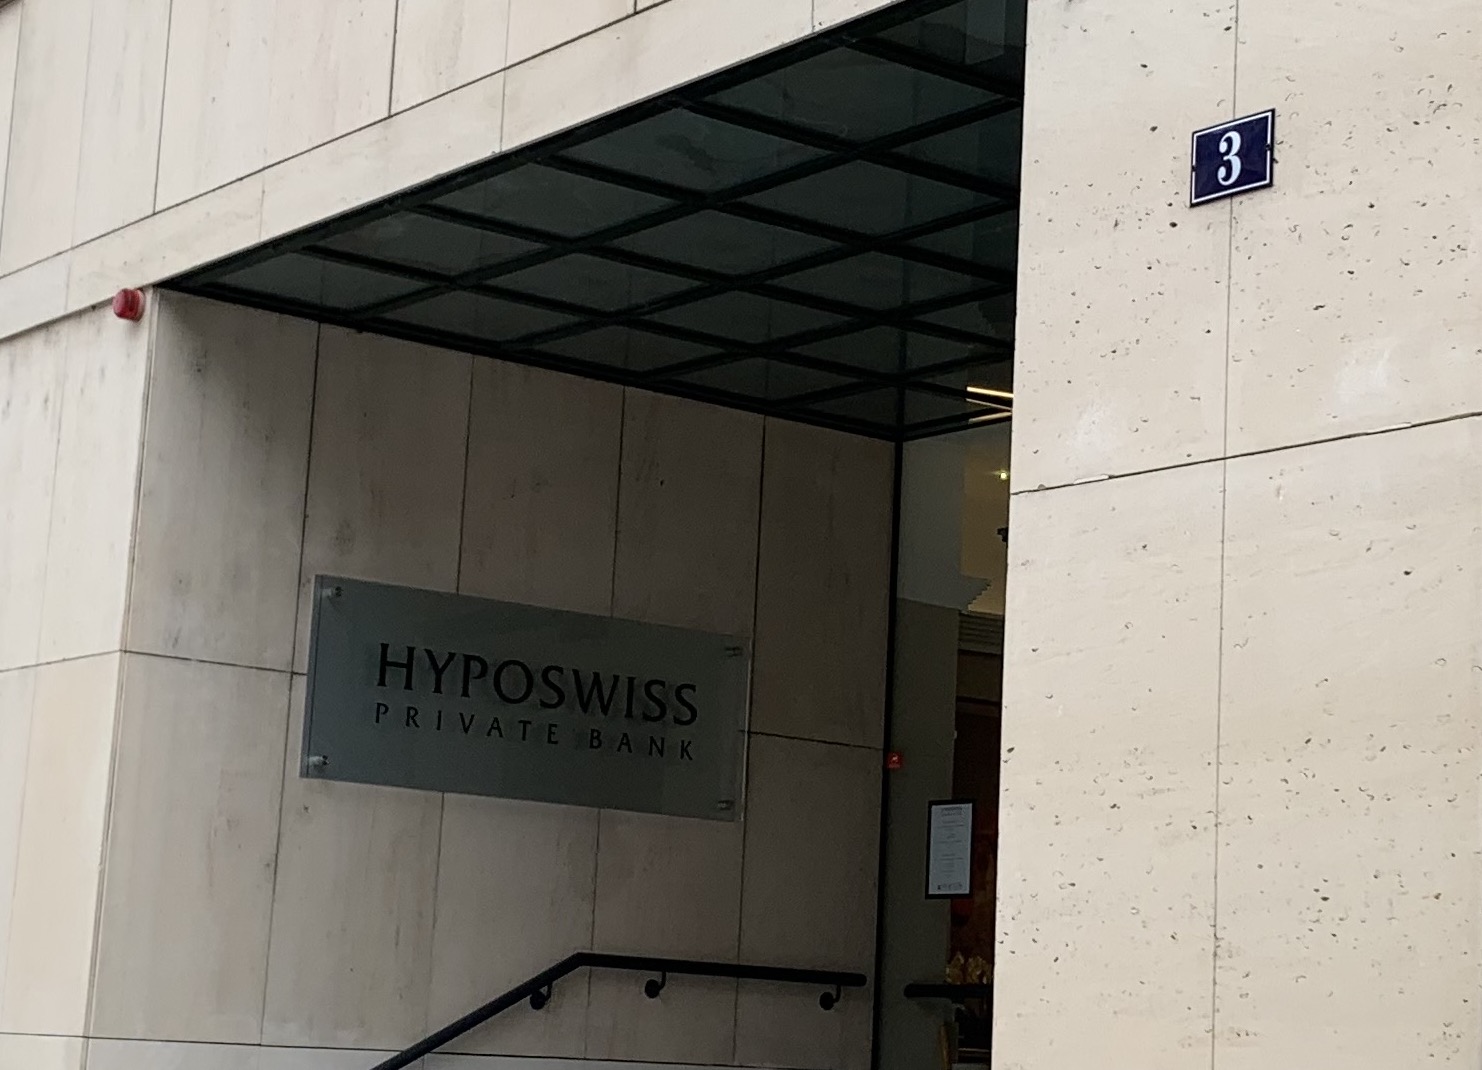 3
HYPOSWISS
PRIVATE BANK